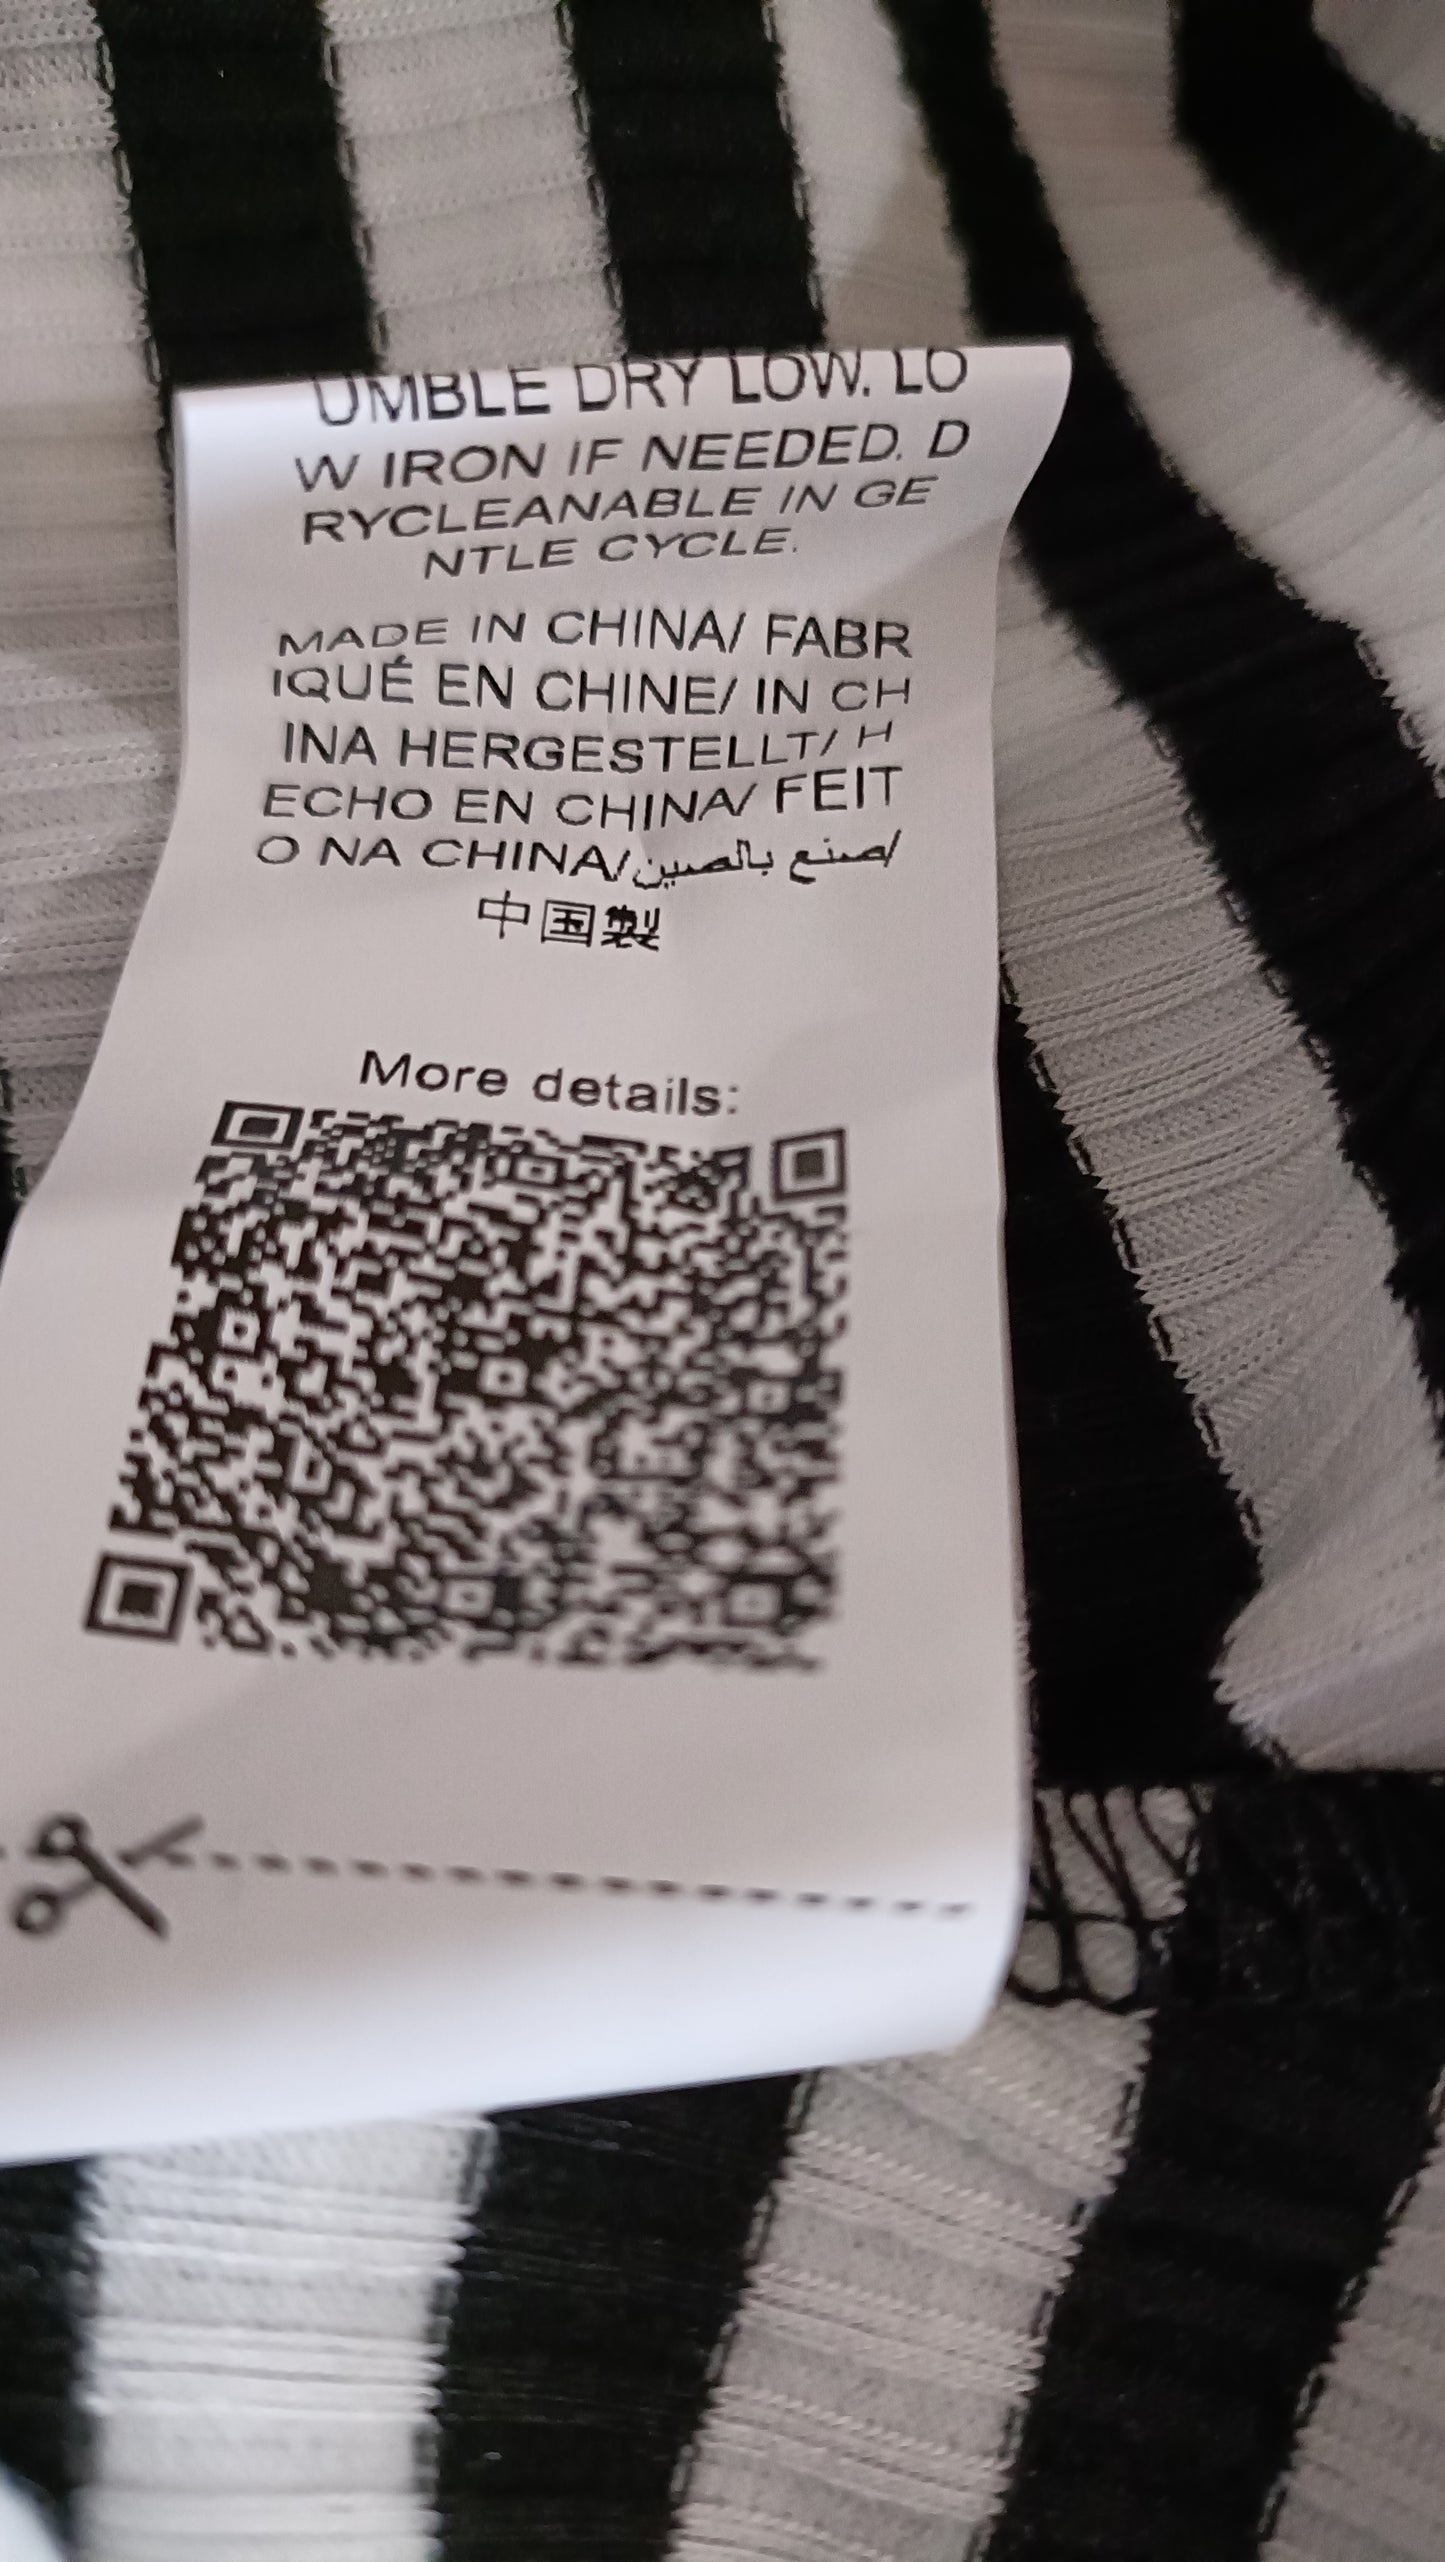 UMBLE DRY LOW. LO
W IRON IF NEEDED. D
RYCLEANABLE IN GE
NTLE CYCLE.
MADE IN CHINA/ FABR
IQUÉ EN CHINE/ IN CH
INA HERGESTELLT/ H
ECHO EN CHINA/ FEIT
O NA CHINA/صنع بالصين/
中国製
More details: